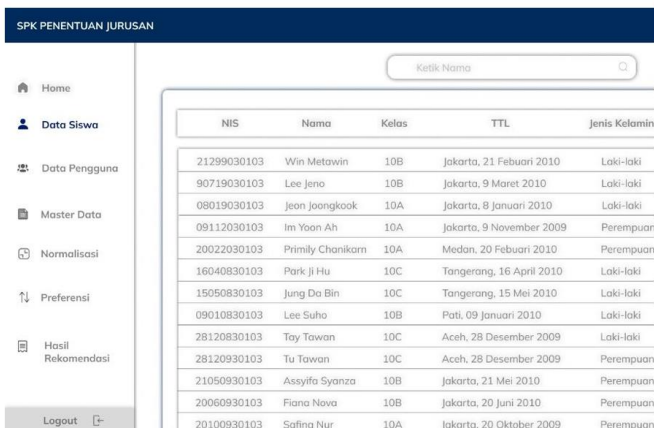 SPK PENENTUAN JURUSAN
Ketik Nama
Home
Data Siswa
Data Pengguna
Master Data
Normalisasi
Preferensi
Hasil
Rekomendasi
Logout
NIS Nama Kelas TTL Jenis Kelamin
21299030103 Win Metawin 10B Jakarta, 21 Febuari 2010 Laki-laki
90719030103 Lee Jeno 10B Jakarta, 9 Maret 2010 Laki-laki
08019030103 Jeon Joongkook 10A Jakarta, 8 Januari 2010 Laki-laki
09112030103 Im Yoon Ah 10A Jakarta, 9 November 2009 Perempuan
20022030103 Primily Chanikarn 10A Medan, 20 Febuari 2010 Perempuan
16040830103 Park Ji Hu 10C Tangerang, 16 April 2010 Laki-laki
15050830103 Jung Da Bin 10C Tangerang, 15 Mei 2010 Laki-laki
09010830103 Lee Suho 10B Pati, 09 Januari 2010 Laki-laki
28120830103 Tay Tawan 10C Aceh, 28 Desember 2009 Laki-laki
28120930103 Tu Tawan 10C Aceh, 28 Desember 2009 Perempuan
21050930103 Assyifa Syanza 10B Jakarta, 21 Mei 2010 Perempuan
20060930103 Fiana Nova 10B Jakarta, 20 Juni 2010 Perempuan
20100930103 Safina Nur 10A Jakarta, 20 Oktober 2009 Perempuan